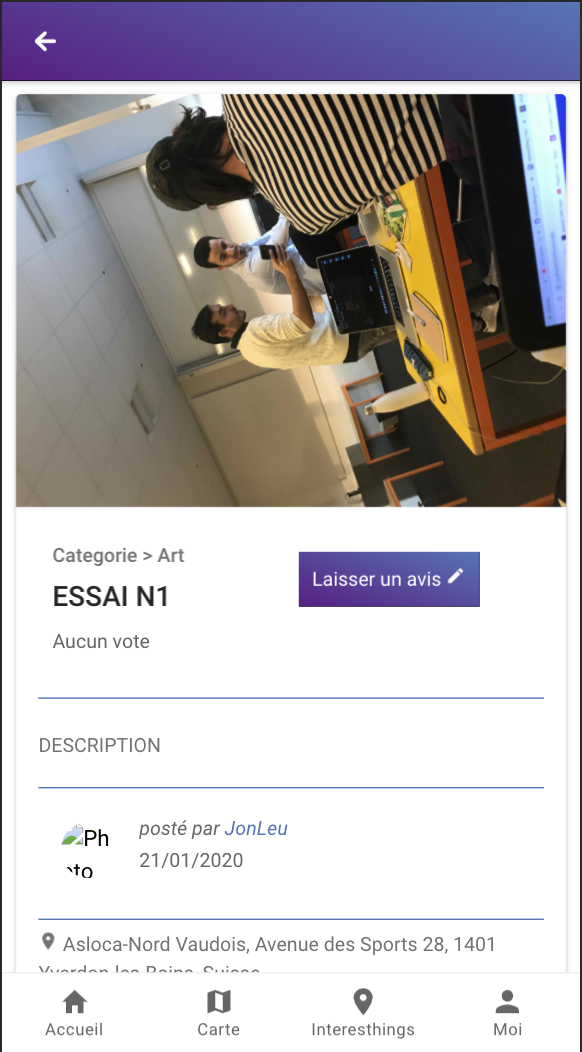 Categorie > Art
ESSAI N1
Laisser un avis
Aucun vote
DESCRIPTION
Ph
posté par JonLeu
21/01/2020
Asloca-Nord Vaudois, Avenue des Sports 28, 1401
Yverdon-les-Bains, Suisse
Accueil
Carte
Interesthings
Moi